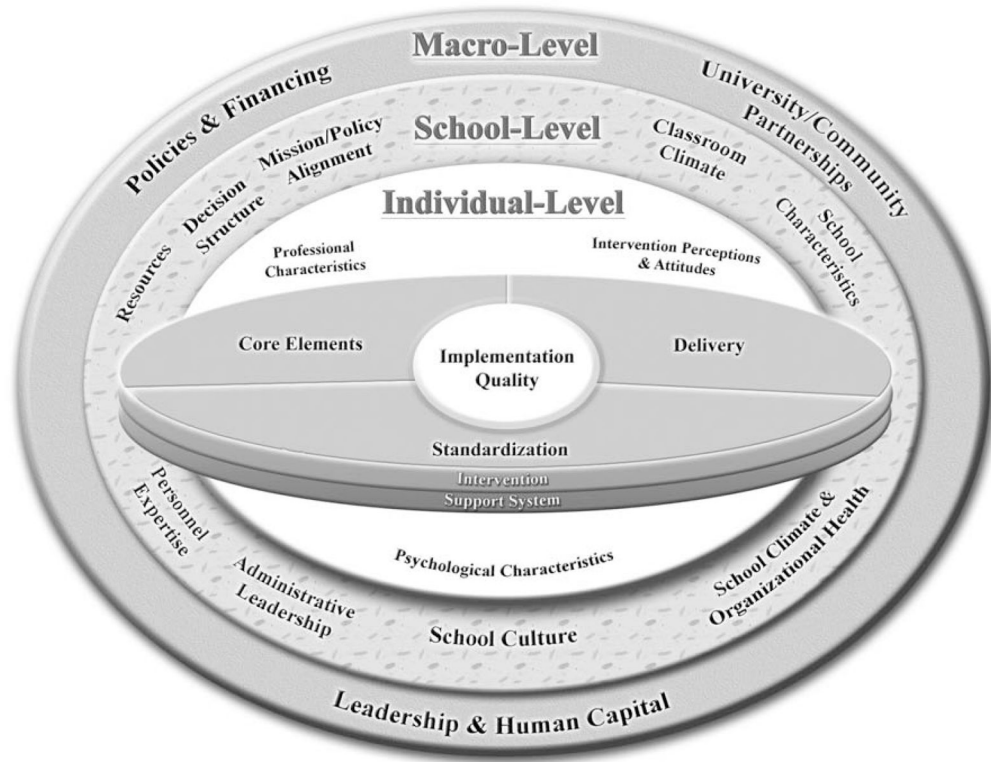 Macro-Level
Policies & Financing
University/Community
Partnerships
School-Level
Mission/Policy
Alignment
Classroom
Climate
Decision
Structure
School
Characteristics
Resources
Individual-Level
Professional
Characteristics
Intervention Perceptions
& Attitudes
Core Elements
Implementation
Quality
Delivery
Standardization
Intervention
Support System
Personnel
Expertise
Psychological Characteristics
School Climate &
Organizational Health
Administrative
Leadership
School Culture
Leadership & Human Capital